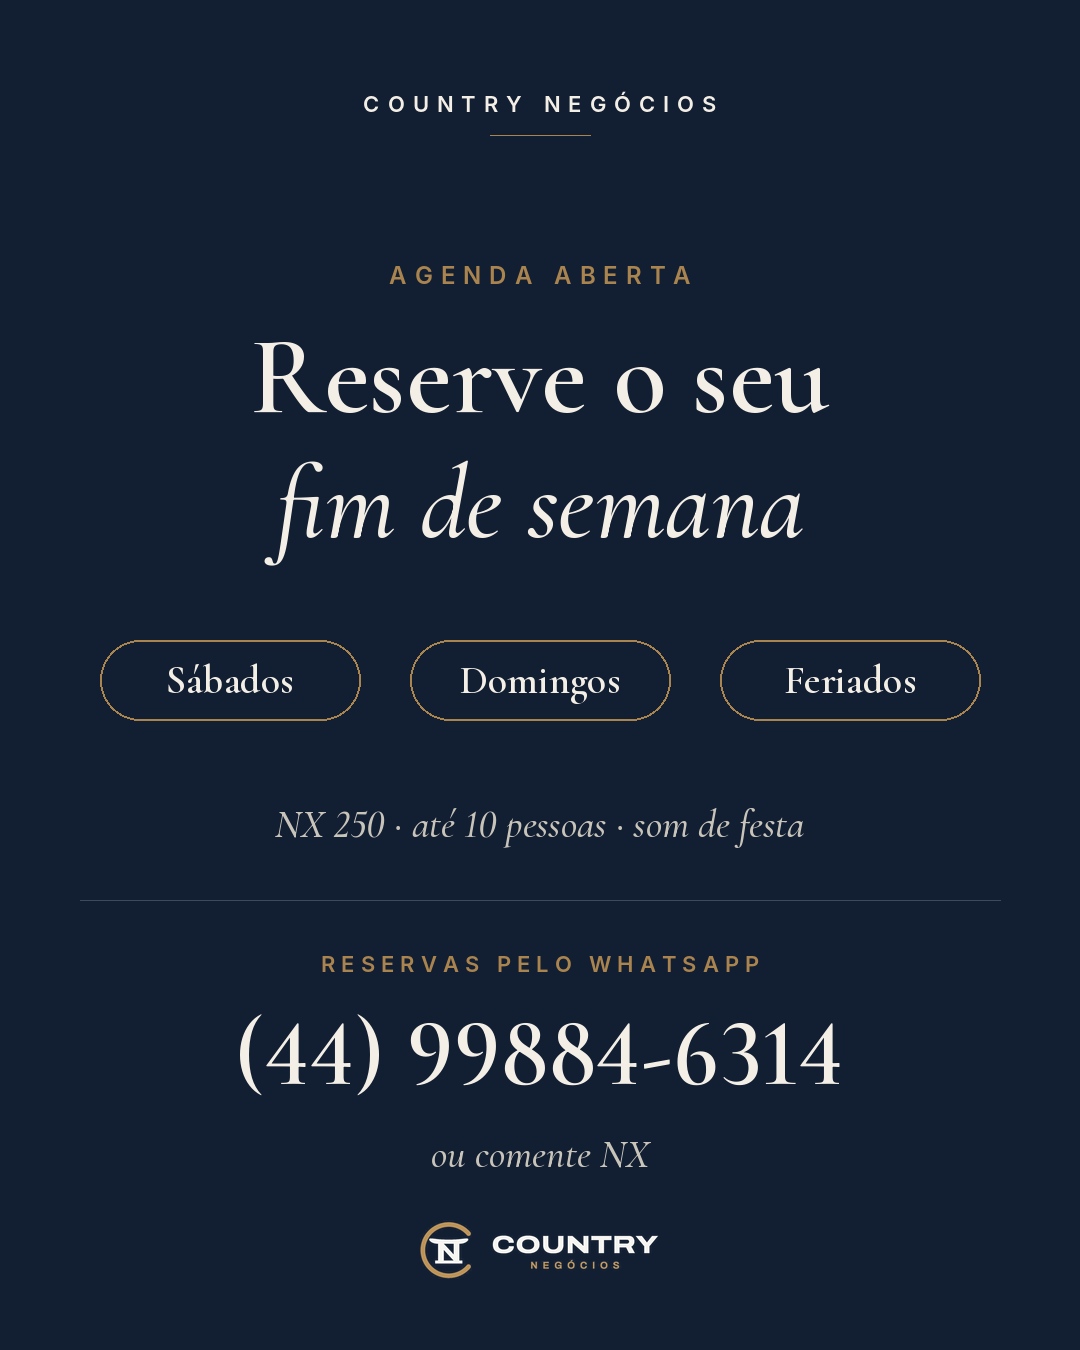 COUNTRY NEGÓCIOS
AGENDA ABERTA
Reserve o seu
fim de semana
Sábados
Domingos
Feriados
NX 250 · até 10 pessoas · som de festa
RESERVAS PELO WHATSAPP
(44) 99884-6314
ou comente NX
COUNTRY
NEGÓCIOS